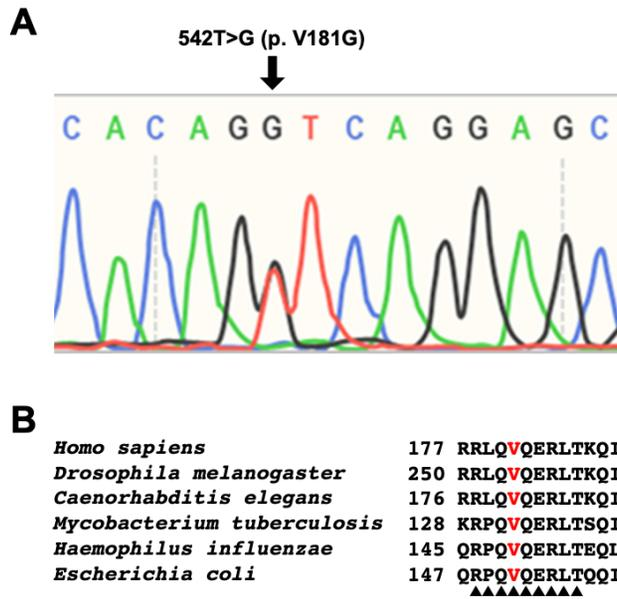 A
542T>G (p. V181G)
C A C A G G T C A G G A G C
B
Homo sapiens 177 RRLQVQERLTKQI
Drosophila melanogaster 250 RRLQVQERLTKQI
Caenorhabditis elegans 176 RRLQVQERLTKQI
Mycobacterium tuberculosis 128 KRPQVQERLTSQI
Haemophilus influenzae 145 QRPQVQERLTEQL
Escherichia coli 147 QRPQVQERLTQQI